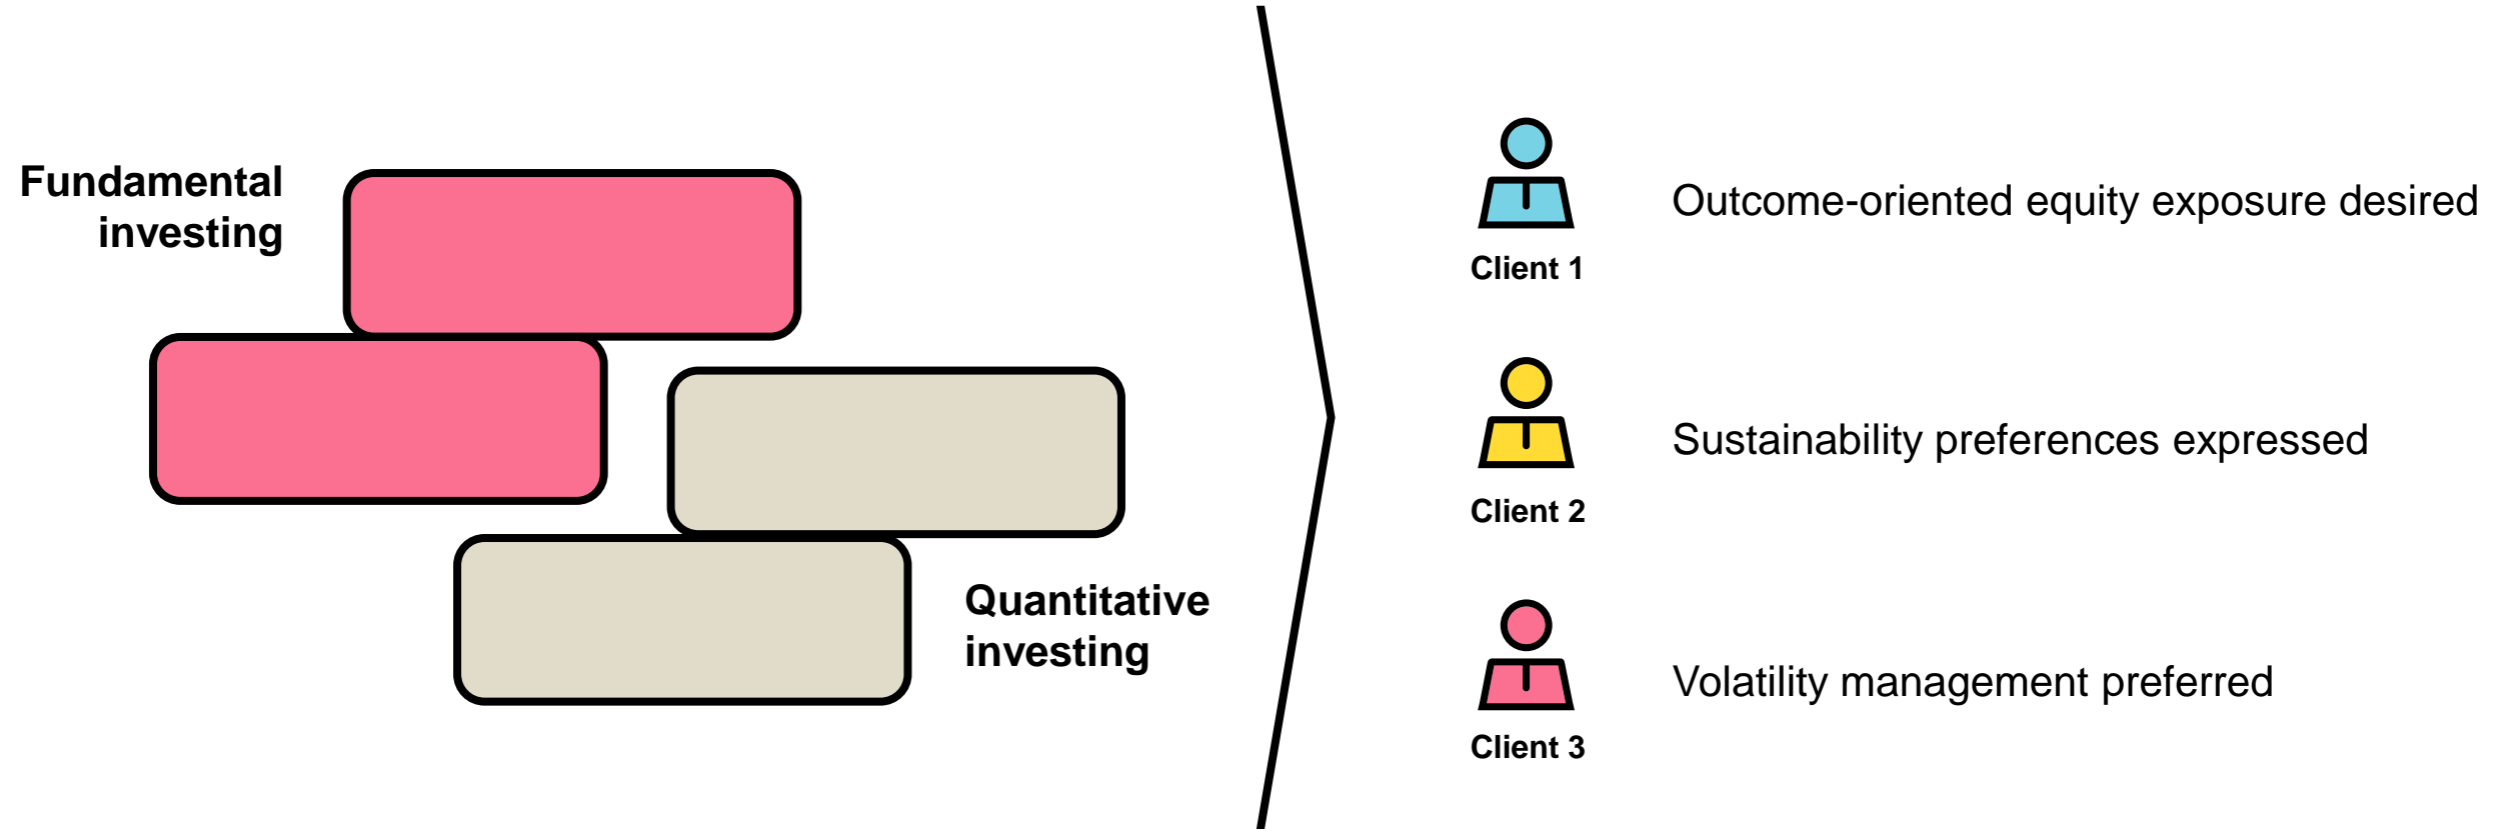 Fundamental
investing
Quantitative
investing
Outcome-oriented equity exposure desired
Client 1
Sustainability preferences expressed
Client 2
Volatility management preferred
Client 3